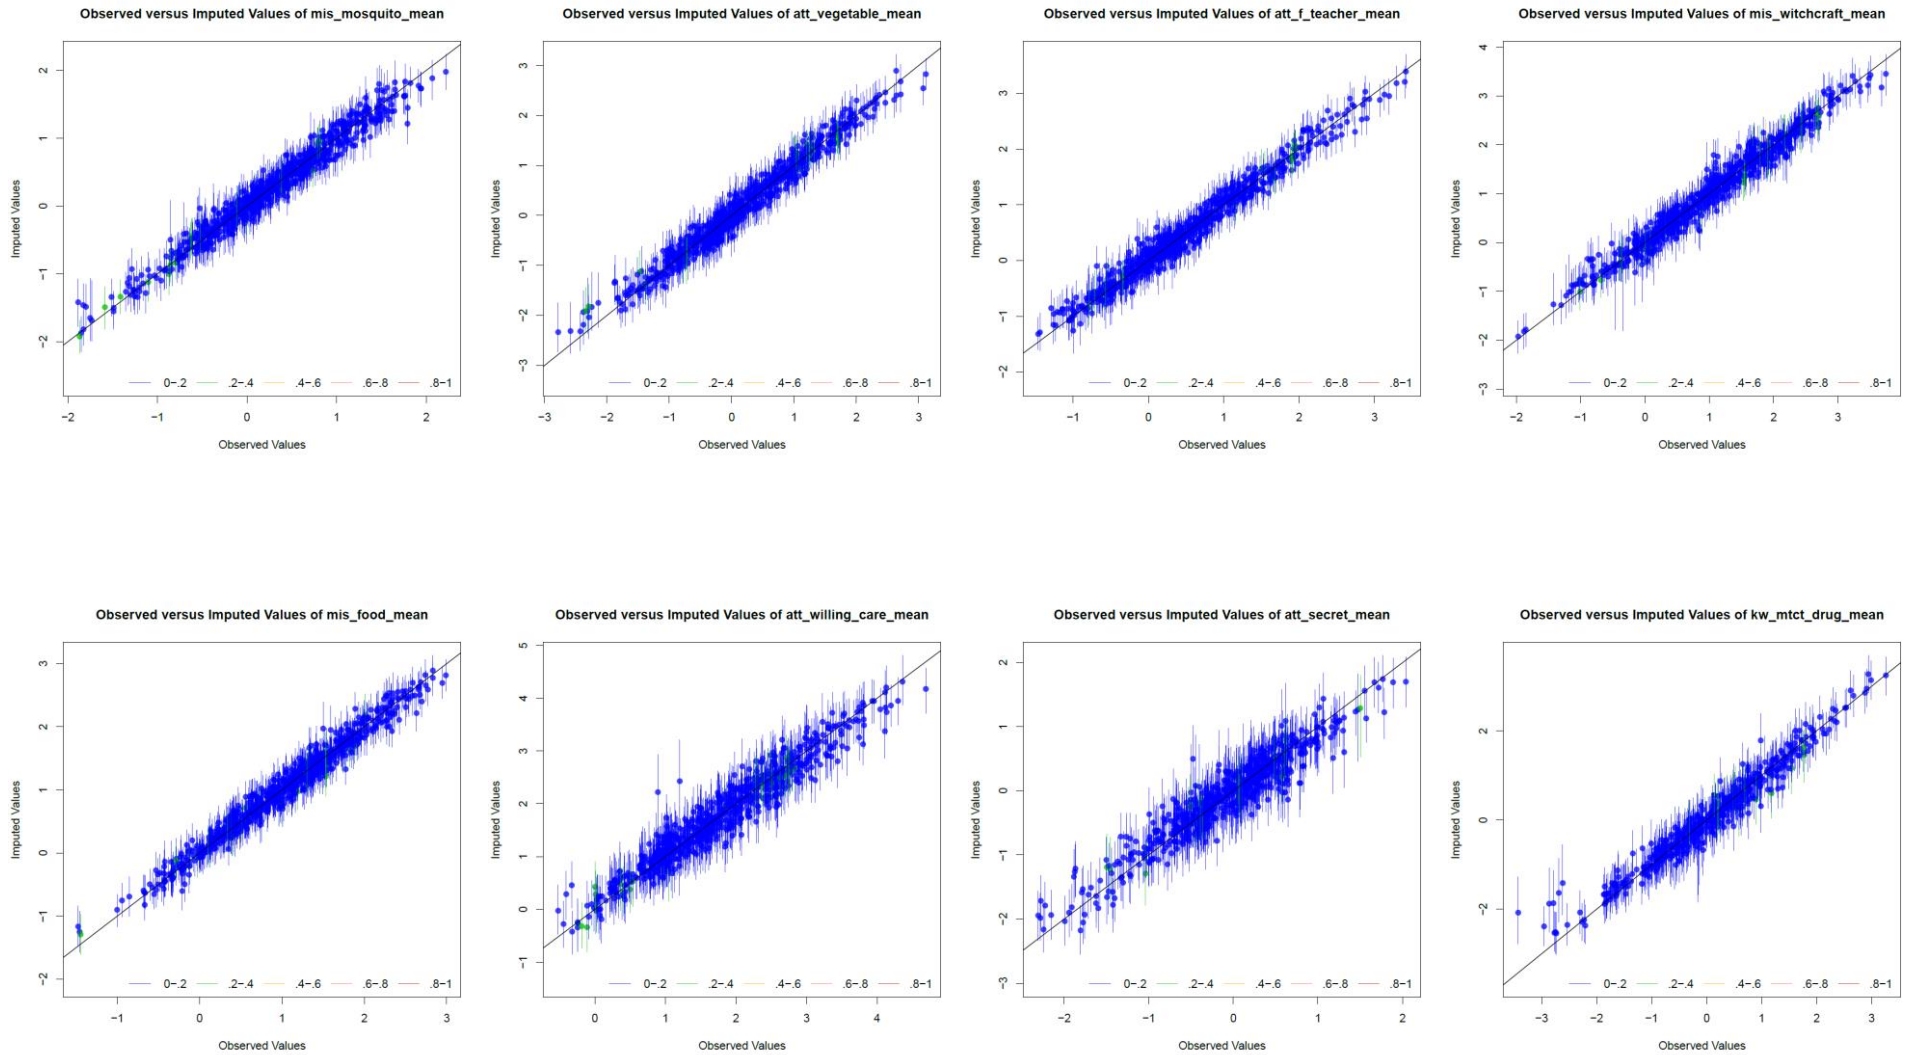 Observed versus Imputed Values of mis_mosquito_mean
Imputed Values
2
1
0
−1
−2
0−.2 .2−.4 .4−.6 .6−.8 .8−1
−2 −1 0 1 2
Observed Values
Observed versus Imputed Values of att_vegetable_mean
Imputed Values
3
2
1
0
−1
−2
−3
0−.2 .2−.4 .4−.6 .6−.8 .8−1
−3 −2 −1 0 1 2 3
Observed Values
Observed versus Imputed Values of att_f_teacher_mean
Imputed Values
3
2
1
0
−1
−2
0−.2 .2−.4 .4−.6 .6−.8 .8−1
−1 0 1 2 3
Observed Values
Observed versus Imputed Values of mis_witchcraft_mean
Imputed Values
4
3
2
1
0
−1
−2
−3
0−.2 .2−.4 .4−.6 .6−.8 .8−1
−2 −1 0 1 2 3
Observed Values
Observed versus Imputed Values of mis_food_mean
Imputed Values
3
2
1
0
−1
−2
0−.2 .2−.4 .4−.6 .6−.8 .8−1
−1 0 1 2 3
Observed Values
Observed versus Imputed Values of att_willing_care_mean
Imputed Values
5
4
3
2
1
0
−1
0−.2 .2−.4 .4−.6 .6−.8 .8−1
0 1 2 3 4
Observed Values
Observed versus Imputed Values of att_secret_mean
Imputed Values
2
1
0
−1
−2
−3
0−.2 .2−.4 .4−.6 .6−.8 .8−1
−2 −1 0 1 2
Observed Values
Observed versus Imputed Values of kw_mtct_drug_mean
Imputed Values
2
0
−2
0−.2 .2−.4 .4−.6 .6−.8 .8−1
−3 −2 −1 0 1 2 3
Observed Values